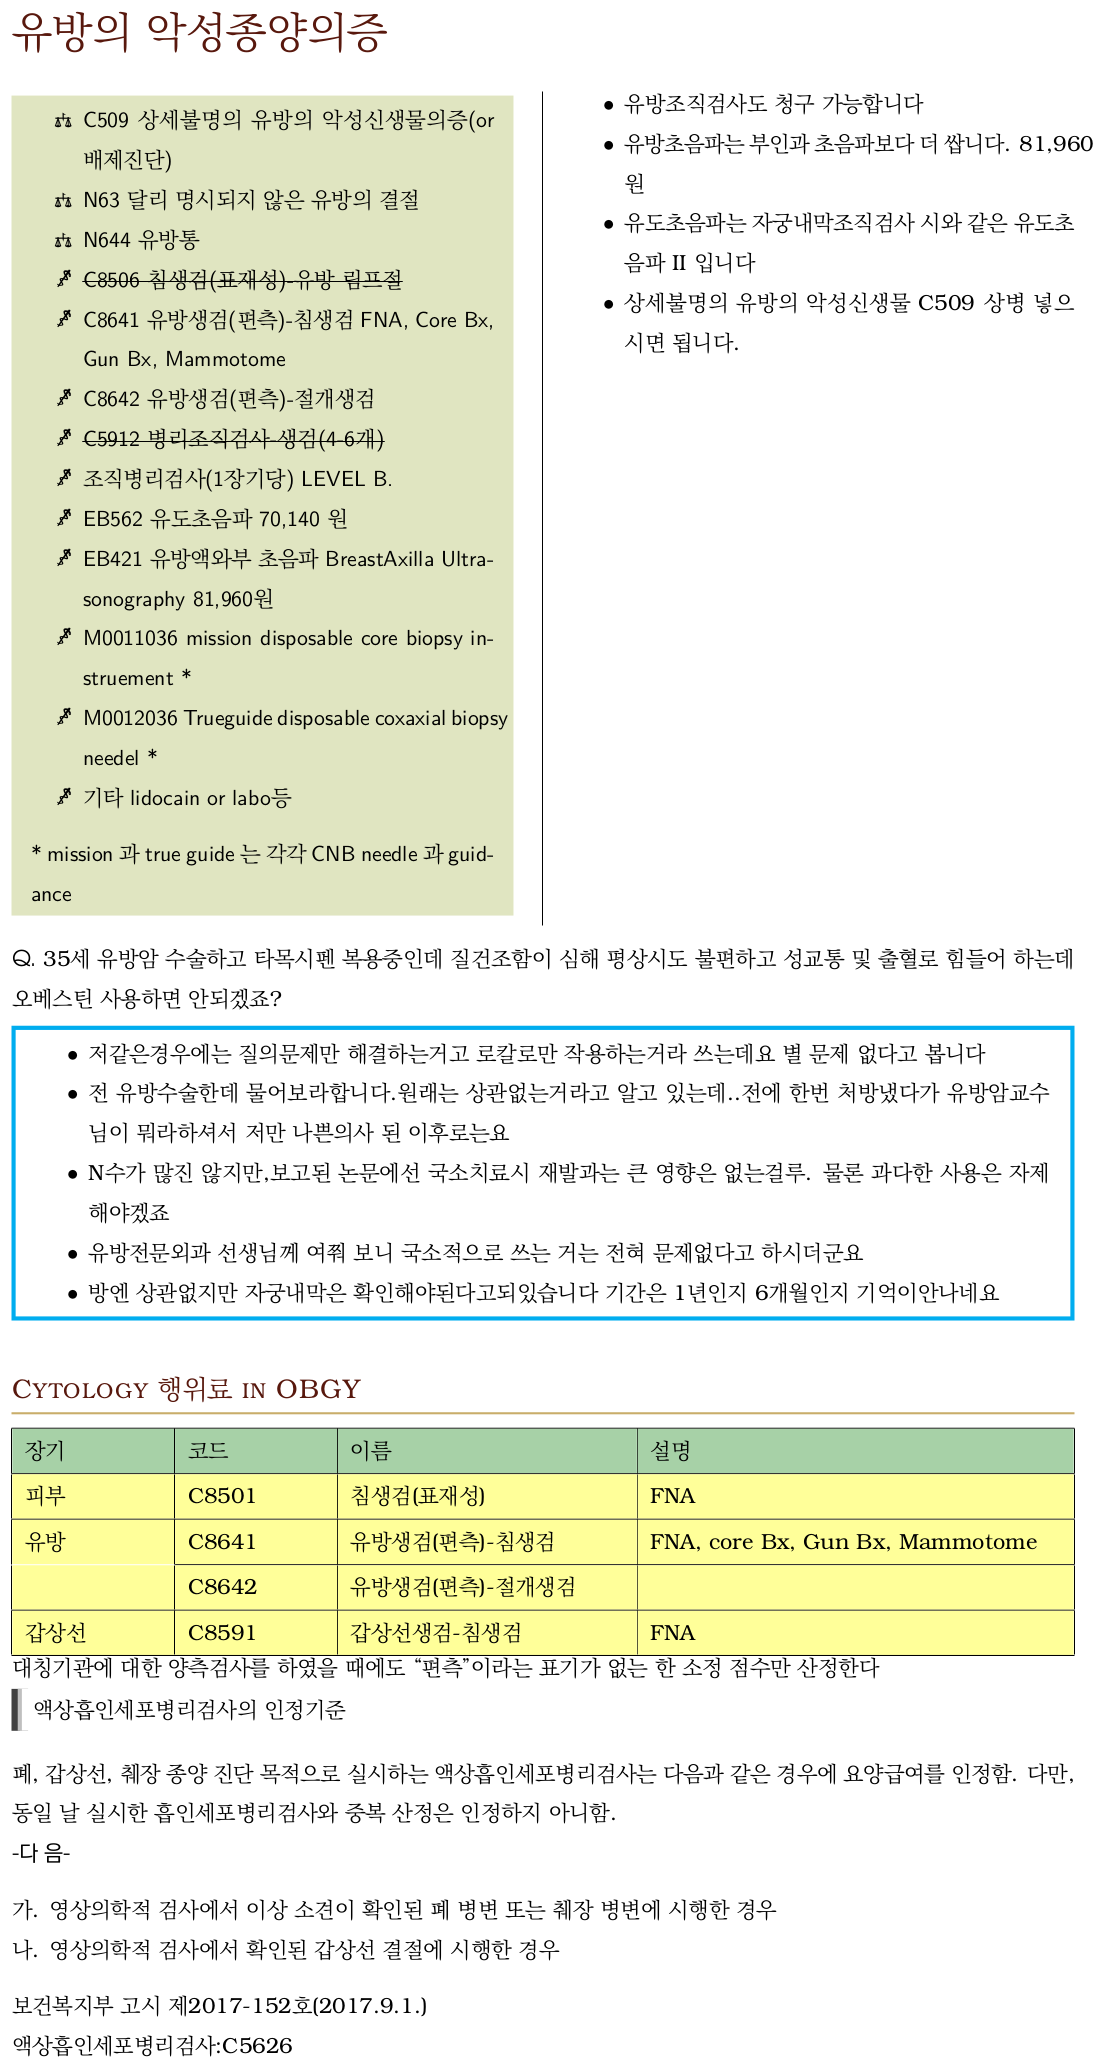 유방의 악성종양의증
C509 상세불명의 유방의 악성신생물의증(or
배제진단)
N63 달리 명시되지 않은 유방의 결절
N644 유방통
C8506 침생검(표재성)-유방 림프절
C8641 유방생검(편측)-침생검 FNA, Core Bx,
Gun Bx, Mammotome
C8642 유방생검(편측)-절개생검
C5912 병리조직검사-생검(4-6개)
조직병리검사(1장기당) LEVEL B.
EB562 유도초음파 70,140 원
EB421 유방액와부 초음파 BreastAxilla Ultra-
sonography 81,960원
M0011036 mission disposable core biopsy in-
struement *
M0012036 Trueguide disposable coxaxial biopsy
needel *
기타 lidocain or labo등
* mission 과 true guide 는 각각 CNB needle 과 guid-
ance
• 유방조직검사도 청구 가능합니다
• 유방초음파는 부인과 초음파보다 더 쌉니다. 81,960
원
• 유도초음파는 자궁내막조직검사 시와 같은 유도초
음파 II 입니다
• 상세불명의 유방의 악성신생물 C509 상병 넣으
시면 됩니다.
Q. 35세 유방암 수술하고 타목시펜 복용중인데 질건조함이 심해 평상시도 불편하고 성교통 및 출혈로 힘들어 하는데
오베스틴 사용하면 안되겠죠?
• 저같은경우에는 질의문제만 해결하는거고 로칼로만 작용하는거라 쓰는데요 별 문제 없다고 봅니다
• 전 유방수술한데 물어보라합니다.원래는 상관없는거라고 알고 있는데..전에 한번 처방냈다가 유방암교수
님이 뭐라하셔서 저만 나쁜의사 된 이후로는요
• N수가 많진 않지만,보고된 논문에선 국소치료시 재발과는 큰 영향은 없는걸루. 물론 과다한 사용은 자제
해야겠죠
• 유방전문외과 선생님께 여쭤 보니 국소적으로 쓰는 거는 전혀 문제없다고 하시더군요
• 방엔 상관없지만 자궁내막은 확인해야된다고되있습니다 기간은 1년인지 6개월인지 기억이안나네요
CYTOLOGY 행위료 IN OBGY
장기 코드 이름 설명
피부 C8501 침생검(표재성) FNA
유방 C8641 유방생검(편측)-침생검 FNA, core Bx, Gun Bx, Mammotome
C8642 유방생검(편측)-절개생검
갑상선 C8591 갑상선생검-침생검 FNA
대칭기관에 대한 양측검사를 하였을 때에도 “편측”이라는 표기가 없는 한 소정 점수만 산정한다
액상흡인세포병리검사의 인정기준
폐, 갑상선, 췌장 종양 진단 목적으로 실시하는 액상흡인세포병리검사는 다음과 같은 경우에 요양급여를 인정함. 다만,
동일 날 실시한 흡인세포병리검사와 중복 산정은 인정하지 아니함.
-다 음-
가. 영상의학적 검사에서 이상 소견이 확인된 폐 병변 또는 췌장 병변에 시행한 경우
나. 영상의학적 검사에서 확인된 갑상선 결절에 시행한 경우
보건복지부 고시 제2017-152호(2017.9.1.)
액상흡인세포병리검사:C5626